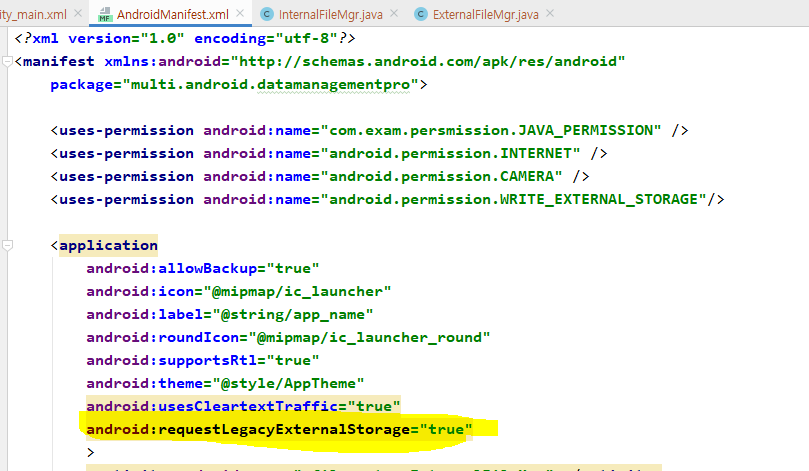 ity_main.xml AndroidManifest.xml InternalFileMgr.java ExternalFileMgr.java
<?xml version="1.0" encoding="utf-8"?>
<manifest xmlns:android="http://schemas.android.com/apk/res/android"
package="multi.android.datamanagementpro">
<uses-permission android:name="com.exam.persmission.JAVA_PERMISSION" />
<uses-permission android:name="android.permission.INTERNET" />
<uses-permission android:name="android.permission.CAMERA" />
<uses-permission android:name="android.permission.WRITE_EXTERNAL_STORAGE"/>
<application
android:allowBackup="true"
android:icon="@mipmap/ic_launcher"
android:label="@string/app_name"
android:roundIcon="@mipmap/ic_launcher_round"
android:supportsRtl="true"
android:theme="@style/AppTheme"
android:usesCleartextTraffic="true"
android:requestLegacyExternalStorage="true"
>